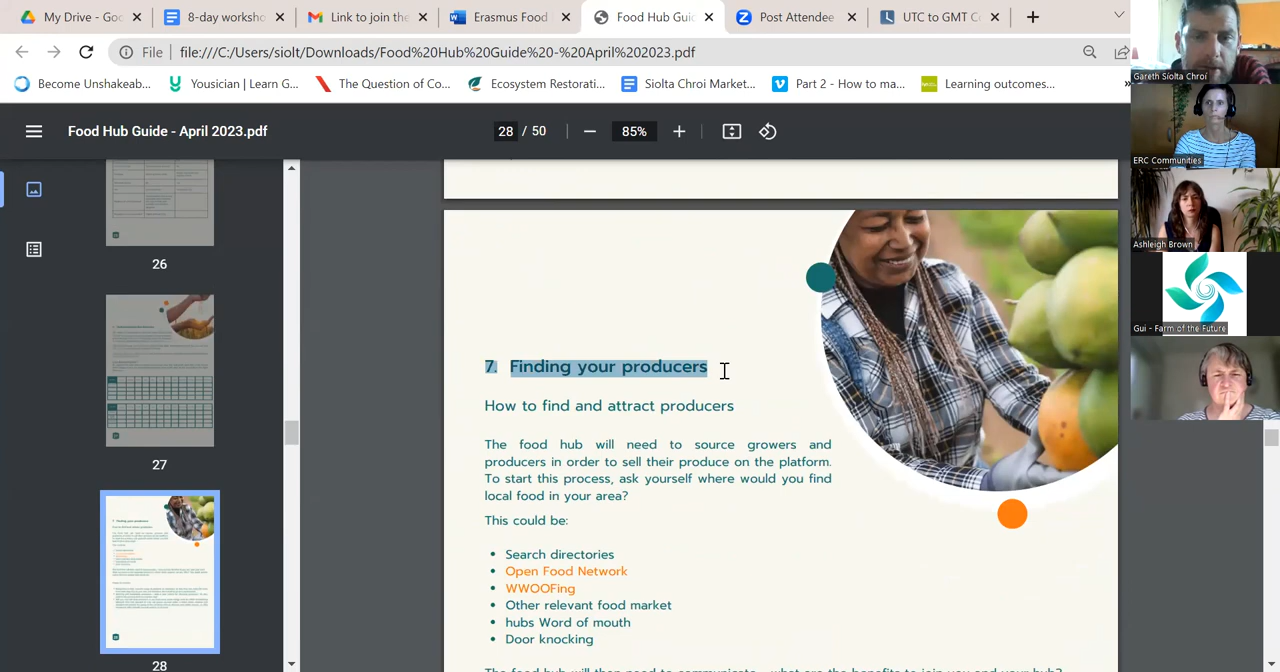 My Drive - Goo
8-day worksho
Link to join the
Erasmus Food
Food Hub Guid
Post Attendee
UTC to GMT C
File
file:///C:/Users/siolt/Downloads/Food%20Hub%20Guide%20-%20April%202023.pdf
Become Unshakeab...
Yousician | Learn G...
The Question of Co...
Ecosystem Restorati...
Siolta Chroi Market...
Part 2 - How to ma...
Learning outcomes...
Food Hub Guide - April 2023.pdf
28 / 50
85%
26
27
28
7. Finding your producers
How to find and attract producers
The food hub will need to source growers and
producers in order to sell their produce on the platform.
To start this process, ask yourself where would you find
local food in your area?
This could be:
• Search directories
• Open Food Network
• WWOOFing
• Other relevant food market
• hubs Word of mouth
• Door knocking
Gareth Síolta Chroí
ERC Communities
Ashleigh Brown
Gui - Farm of the Future